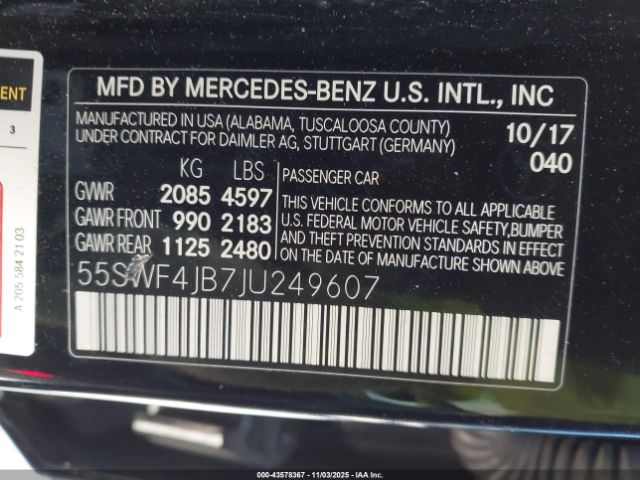 MFD BY MERCEDES-BENZ U.S. INTL., INC
MANUFACTURED IN USA (ALABAMA, TUSCALOOSA COUNTY)
UNDER CONTRACT FOR DAIMLER AG, STUTTGART (GERMANY)
10/17
040
KG LBS
GVWR 2085 4597
GAWR FRONT 990 2183
GAWR REAR 1125 2480
PASSENGER CAR
THIS VEHICLE CONFORMS TO ALL APPLICABLE
U.S. FEDERAL MOTOR VEHICLE SAFETY,BUMPER
AND THEFT PREVENTION STANDARDS IN EFFECT
ON THE DATE OF MANUFACTURE SHOWN ABOVE.
55SWF4JB7JU249607
ENT
3
A 205 584 21 03
000-43578367 - 11/03/2025 - IAAI.COM